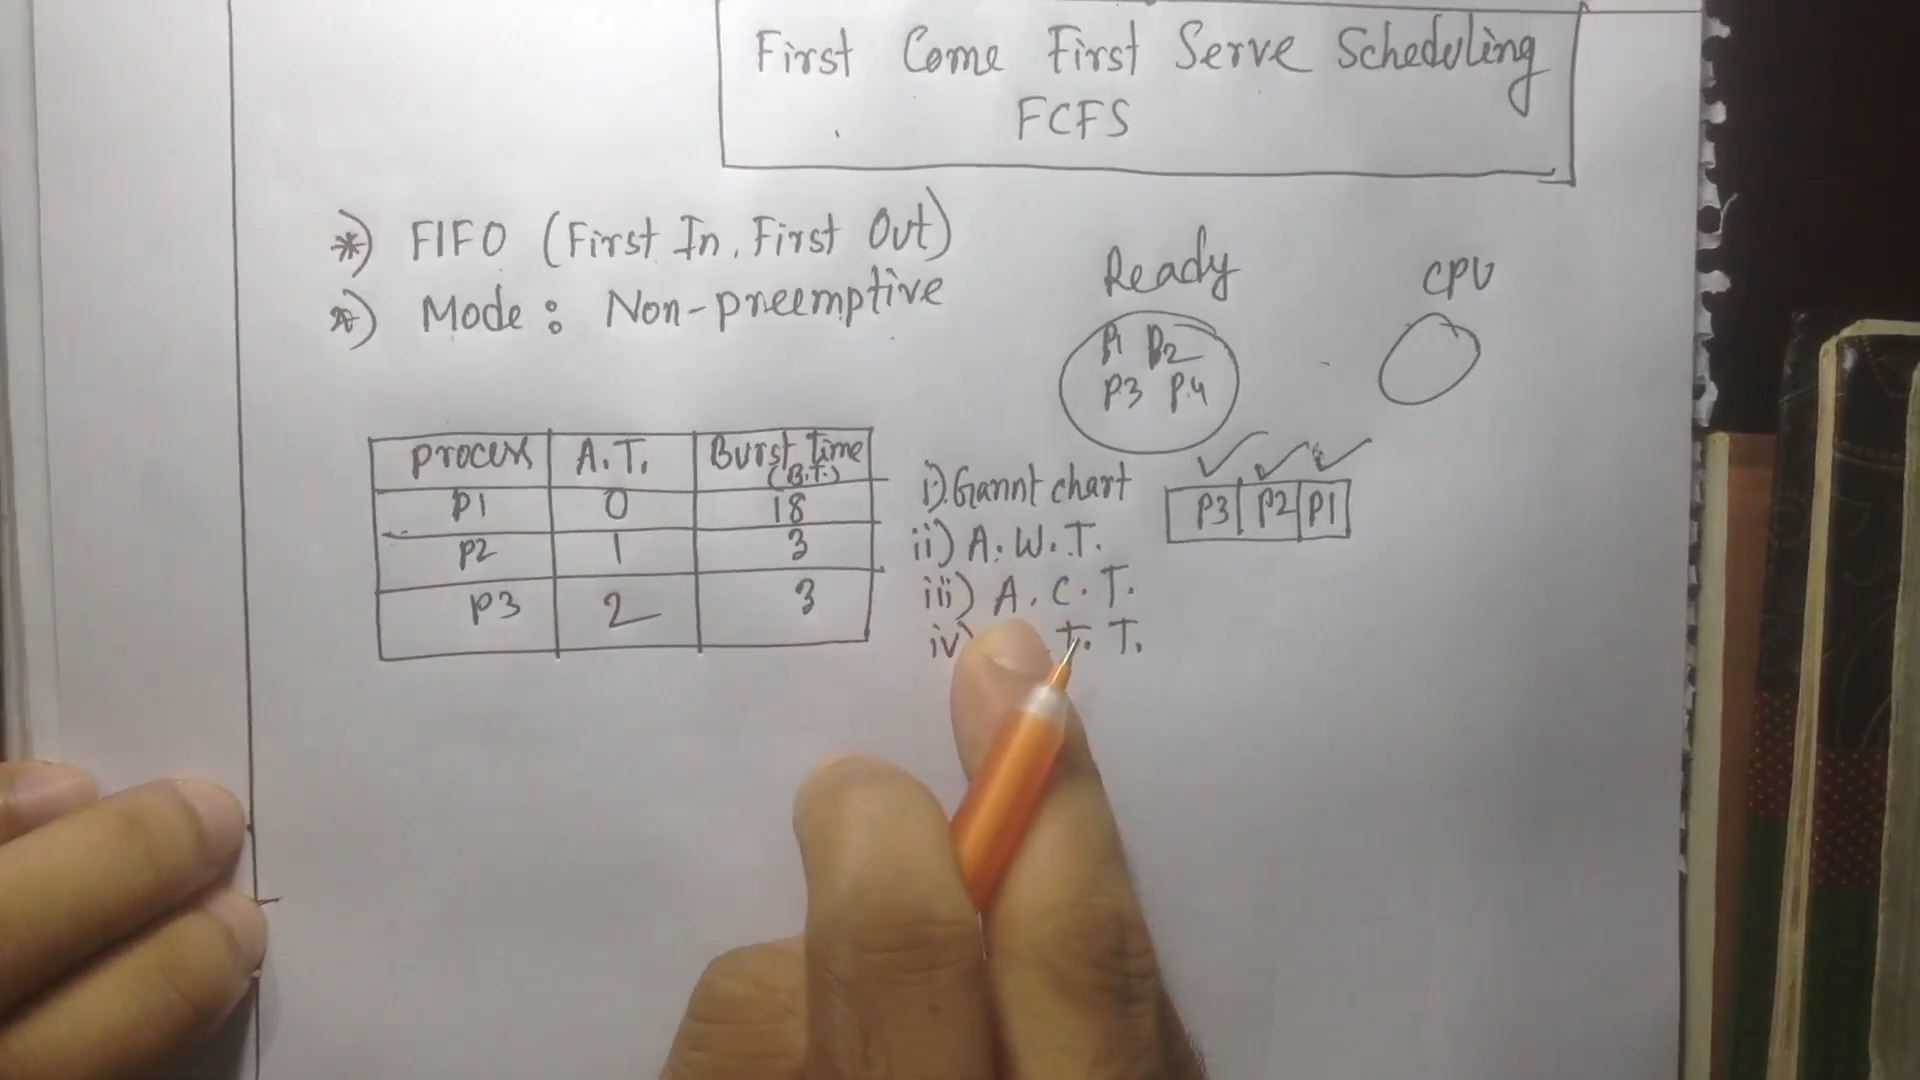 First Come First Serve Scheduling
FCFS
*) FIFO (First In, First Out)
*) Mode: Non-preemptive
Ready CPU
P1 P2
P3 P4
process A.T. Burst time
(B.T.)
P1 0 18
P2 1 3
P3 2 3
i) Gannt chart
ii) A.W.T.
iii) A.C.T.
iv) T.T.
P3 P2 P1